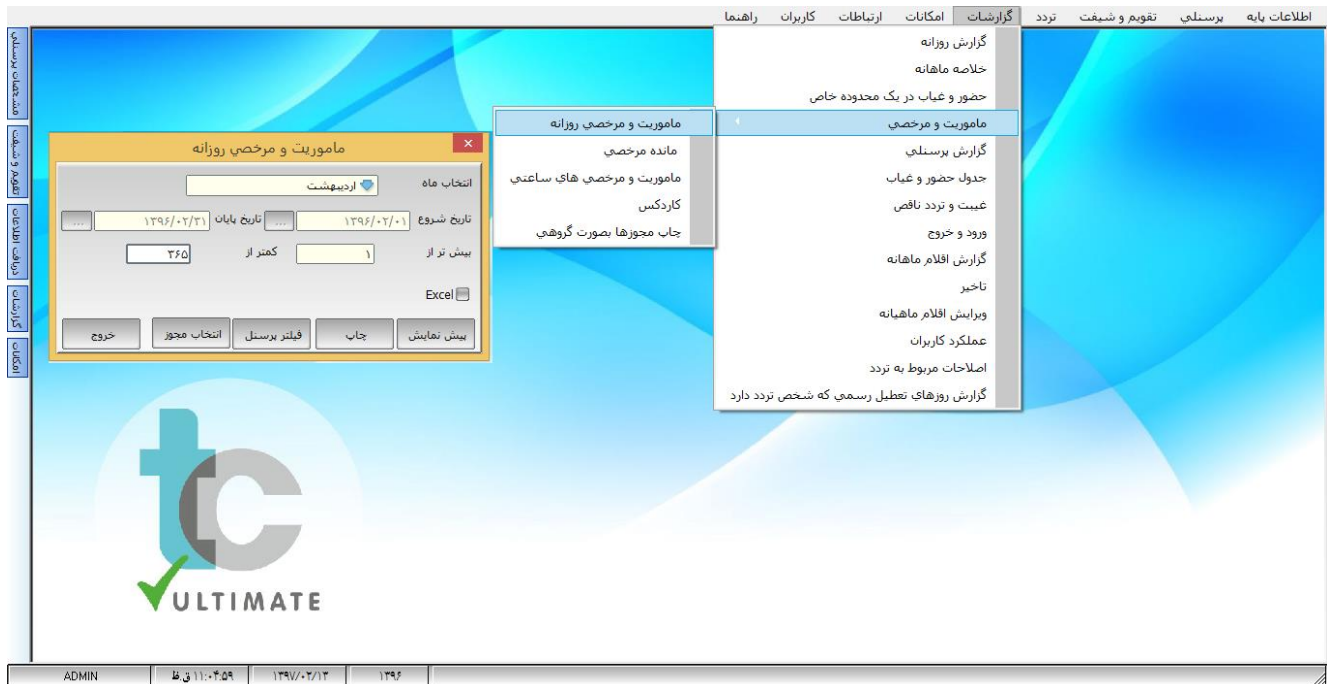 اطلاعات پایه پرسنلي تقویم و شیفت تردد گزارشات امکانات ارتباطات کاربران راهنما
گزارش روزانه
خلاصه ماهانه
حضور و غیاب در یک محدوده خاص
ماموریت و مرخصي
گزارش پرسنلي
جدول حضور و غیاب
غیبت و تردد ناقص
ورود و خروج
گزارش اقلام ماهانه
تاخیر
ویرایش اقلام ماهیانه
عملکرد کاربران
اصلاحات مربوط به تردد
گزارش روزهاي تعطیل رسمي که شخص تردد دارد
ماموریت و مرخصي روزانه
مانده مرخصي
ماموریت و مرخصي هاي ساعتي
کاردکس
چاپ مجوزها بصورت گروهي
ماموریت و مرخصي روزانه
انتخاب ماه اردیبهشت
تاریخ شروع ۱۳۹۶/۰۲/۰۱ ... تاریخ پایان ۱۳۹۶/۰۲/۳۱ ...
بیش تر از ۱ کمتر از ۳۶۵
Excel
پیش نمایش چاپ فیلتر پرسنل انتخاب مجوز خروج
مشخصات پرسنلي
تقویم و شیفت
دریافت اطلاعات
گزارشات
امکانات
tc
ULTIMATE
ADMIN ۱۱:۰۴:۵۹ ق.ظ ۱۳۹۷/۰۲/۱۳ ۱۳۹۶